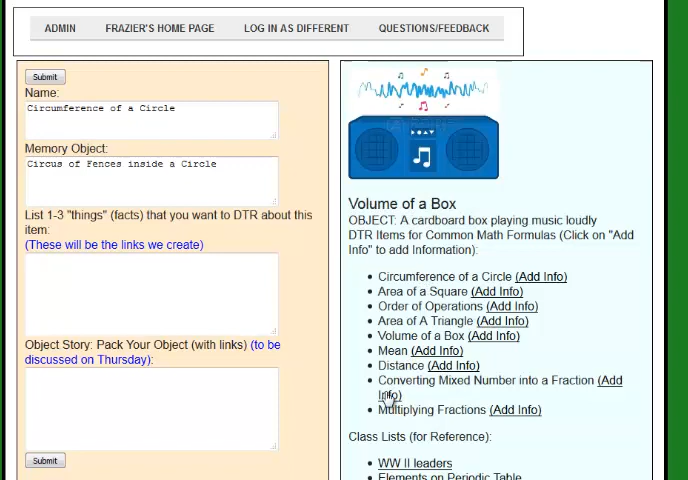 ADMIN FRAZIER'S HOME PAGE LOG IN AS DIFFERENT QUESTIONS/FEEDBACK
Submit
Name:
Circumference of a Circle
Memory Object:
Circus of Fences inside a Circle
List 1-3 "things" (facts) that you want to DTR about this
item:
(These will be the links we create)
Object Story: Pack Your Object (with links) (to be
discussed on Thursday):
Submit
Volume of a Box
OBJECT: A cardboard box playing music loudly
DTR Items for Common Math Formulas (Click on "Add
Info" to add Information):
• Circumference of a Circle (Add Info)
• Area of a Square (Add Info)
• Order of Operations (Add Info)
• Area of A Triangle (Add Info)
• Volume of a Box (Add Info)
• Mean (Add Info)
• Distance (Add Info)
• Converting Mixed Number into a Fraction (Add
Info)
• Multiplying Fractions (Add Info)
Class Lists (for Reference):
• WW II leaders
• Elements on Periodic Table